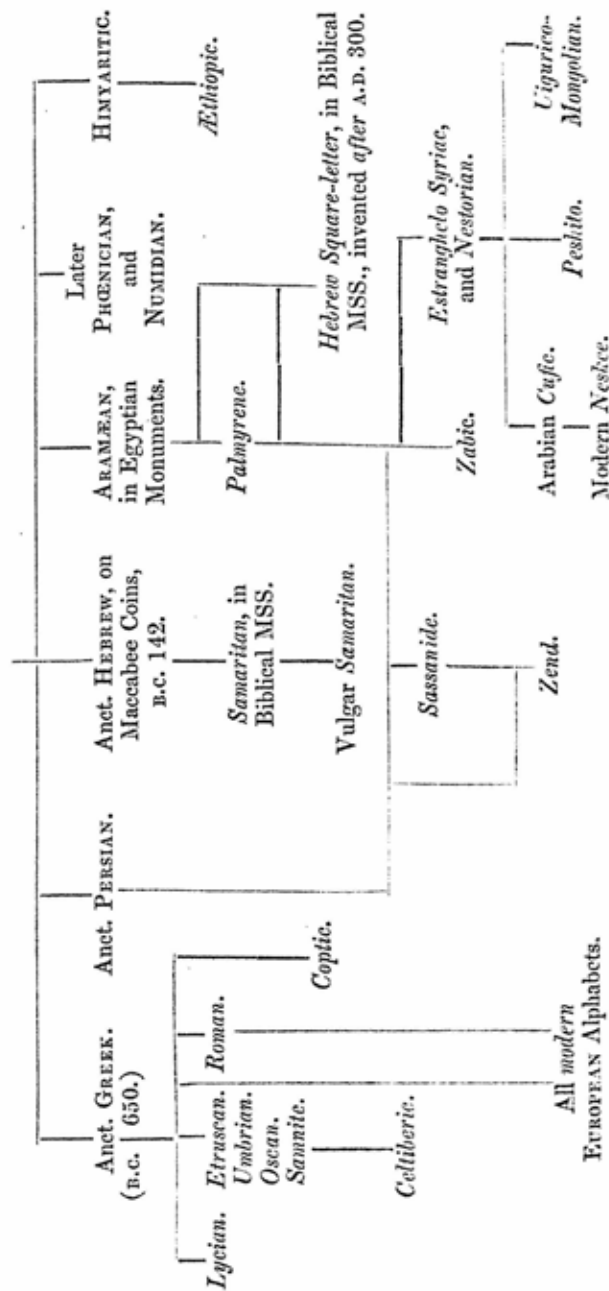 Anct. GREEK.
(B.C. 650.)
Anct. PERSIAN.
Anct. HEBREW, on
Maccabee Coins,
B.C. 142.
ARAMÆAN,
in Egyptian
Monuments.
Later
PHŒNICIAN,
and
NUMIDIAN.
HIMYARITIC.
Lycian.
Etruscan.
Umbrian.
Oscan.
Samnite.
Roman.
Coptic.
Celtiberic.
All modern
EUROPEAN Alphabets.
Samaritan, in
Biblical MSS.
Vulgar Samaritan.
Sassanide.
Zend.
Palmyrene.
Hebrew Square-letter, in Biblical
MSS., invented after A.D. 300.
Zabic.
Estranghelo Syriac,
and Nestorian.
Æthiopic.
Arabian Cufic.
Modern Neskee.
Peshito.
Uigurico-
Mongolian.